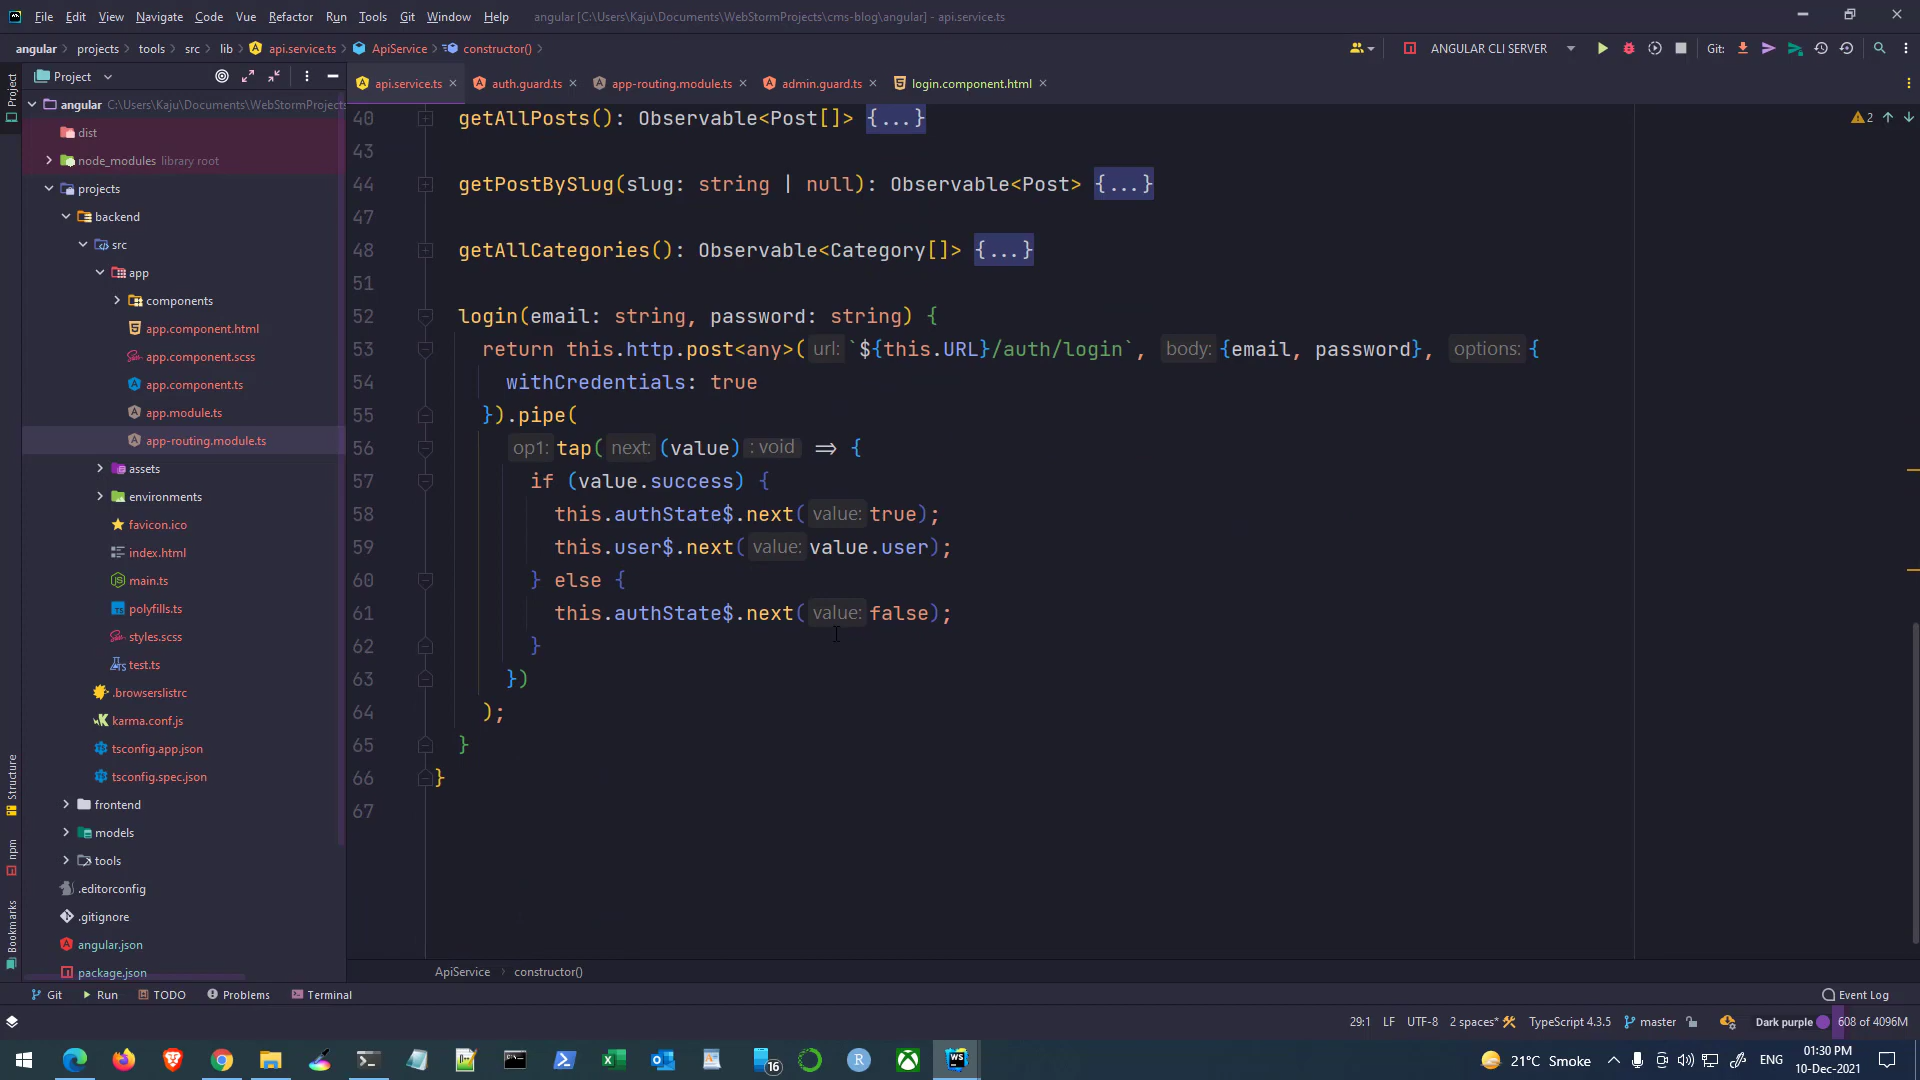 File Edit View Navigate Code Vue Refactor Run Tools Git Window Help angular [C:\Users\Kaju\Documents\WebStormProjects\cms-blog\angular] - api.service.ts
angular projects tools src lib api.service.ts ApiService constructor() ANGULAR CLI SERVER Git:
Project
Project
api.service.ts auth.guard.ts app-routing.module.ts admin.guard.ts login.component.html
angular C:\Users\Kaju\Documents\WebStormProjects
dist
node_modules library root
projects
backend
src
app
components
app.component.html
app.component.scss
app.component.ts
app.module.ts
app-routing.module.ts
assets
environments
favicon.ico
index.html
main.ts
polyfills.ts
styles.scss
test.ts
.browserslistrc
karma.conf.js
tsconfig.app.json
tsconfig.spec.json
frontend
models
tools
.editorconfig
.gitignore
angular.json
package.json
Structure
npm
Bookmarks
2
40 getAllPosts(): Observable<Post[]> {...}
43
44 getPostBySlug(slug: string | null): Observable<Post> {...}
47
48 getAllCategories(): Observable<Category[]> {...}
51
52 login(email: string, password: string) {
53 return this.http.post<any>( url: `${this.URL}/auth/login`, body: {email, password}, options: {
54 withCredentials: true
55 }).pipe(
56 op1: tap( next: (value) : void => {
57 if (value.success) {
58 this.authState$.next( value: true);
59 this.user$.next( value: value.user);
60 } else {
61 this.authState$.next( value: false);
62 }
63 })
64 );
65 }
66 }
67
ApiService constructor()
Git Run TODO Problems Terminal Event Log
29:1 LF UTF-8 2 spaces* TypeScript 4.3.5 master Dark purple 608 of 4096M
16 21°C Smoke ENG 01:30 PM
10-Dec-2021